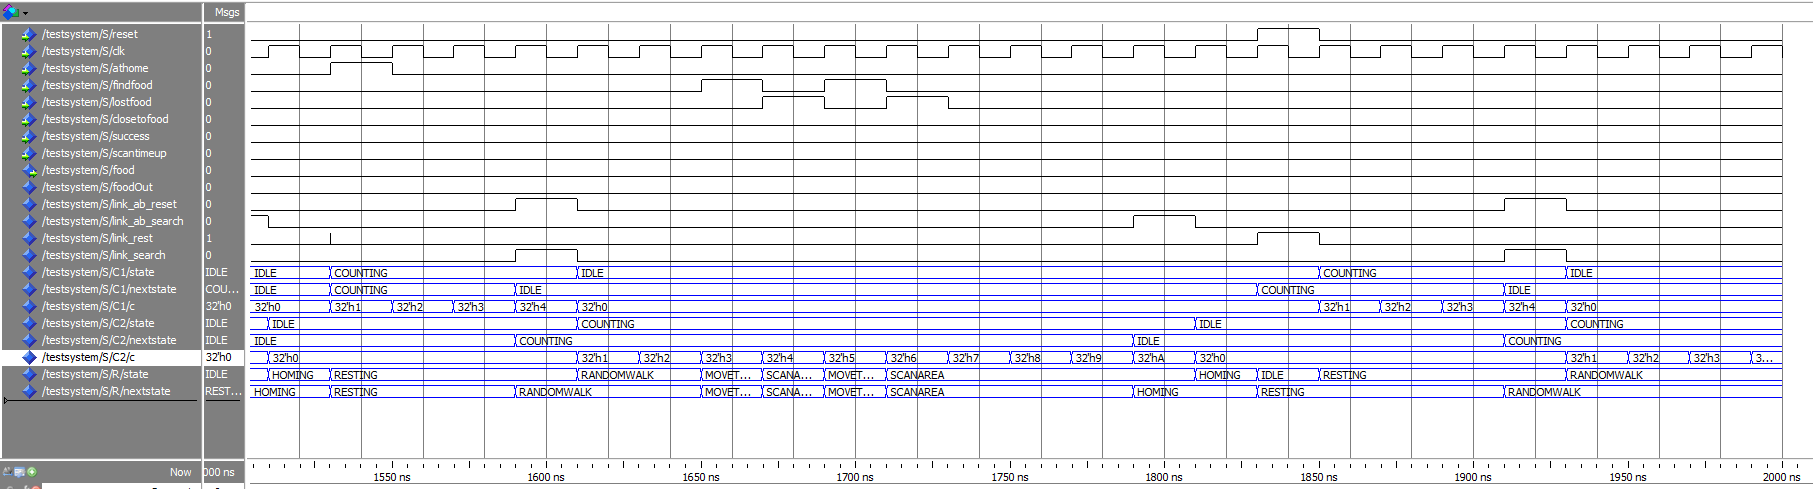 Msgs
/testsystem/S/reset 1
/testsystem/S/clk 0
/testsystem/S/athome 0
/testsystem/S/findfood 0
/testsystem/S/lostfood 0
/testsystem/S/closetofood 0
/testsystem/S/success 0
/testsystem/S/scantimeup 0
/testsystem/S/food 0
/testsystem/S/foodOut 0
/testsystem/S/link_ab_reset 0
/testsystem/S/link_ab_search 0
/testsystem/S/link_rest 1
/testsystem/S/link_search 0
/testsystem/C1/state IDLE IDLE COUNTING IDLE COUNTING IDLE
/testsystem/C1/nextstate COU... IDLE COUNTING IDLE COUNTING IDLE
/testsystem/S/C1/c 32'h0 32'h0 32'h1 32'h2 32'h3 32'h4 32'h0 32'h1 32'h2 32'h3 32'h4 32'h0
/testsystem/S/C2/state IDLE IDLE COUNTING IDLE COUNTING
/testsystem/S/C2/nextstate IDLE IDLE COUNTING IDLE COUNTING
/testsystem/S/C2/c 32'h0 32'h0 32'h1 32'h2 32'h3 32'h4 32'h5 32'h6 32'h7 32'h8 32'h9 32'hA 32'h0 32'h1 32'h2 32'h3 3...
/testsystem/S/R/state IDLE HOMING RESTING RANDOMWALK MOVET... SCANA... MOVET... SCANAREA HOMING IDLE RESTING RANDOMWALK
/testsystem/S/R/nextstate REST... HOMING RESTING RANDOMWALK MOVET... SCANA... MOVET... SCANAREA HOMING RESTING RANDOMWALK
Now 000 ns 1550 ns 1600 ns 1650 ns 1700 ns 1750 ns 1800 ns 1850 ns 1900 ns 1950 ns 2000 ns